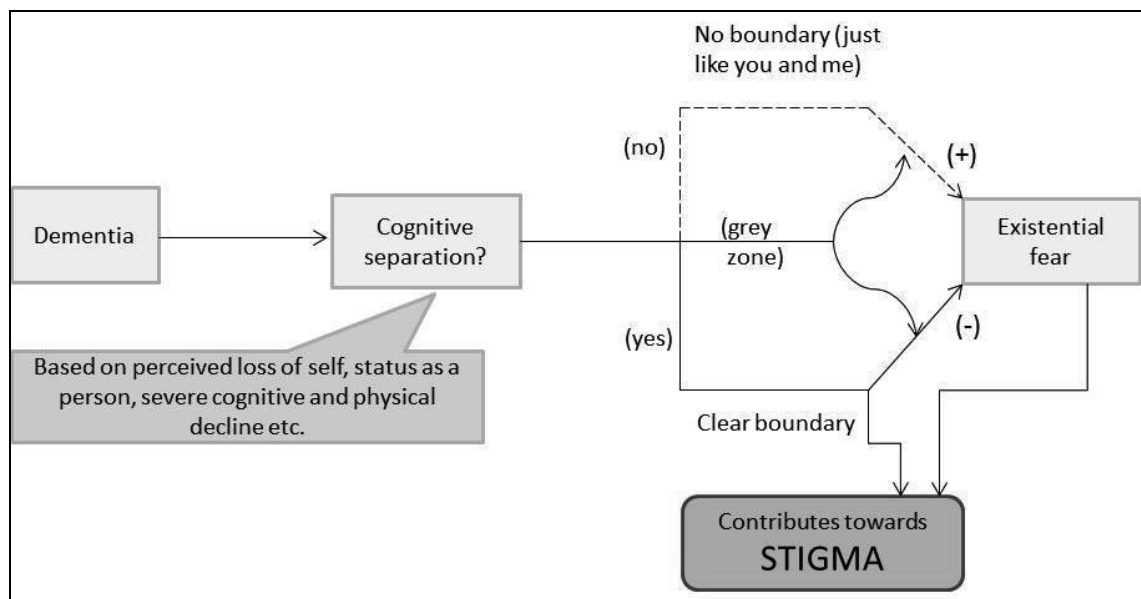 No boundary (just
like you and me)
(no)
(+)
Dementia
Cognitive
separation?
(grey
zone)
Existential
fear
(yes)
(-)
Based on perceived loss of self, status as a
person, severe cognitive and physical
decline etc.
Clear boundary
Contributes towards
STIGMA